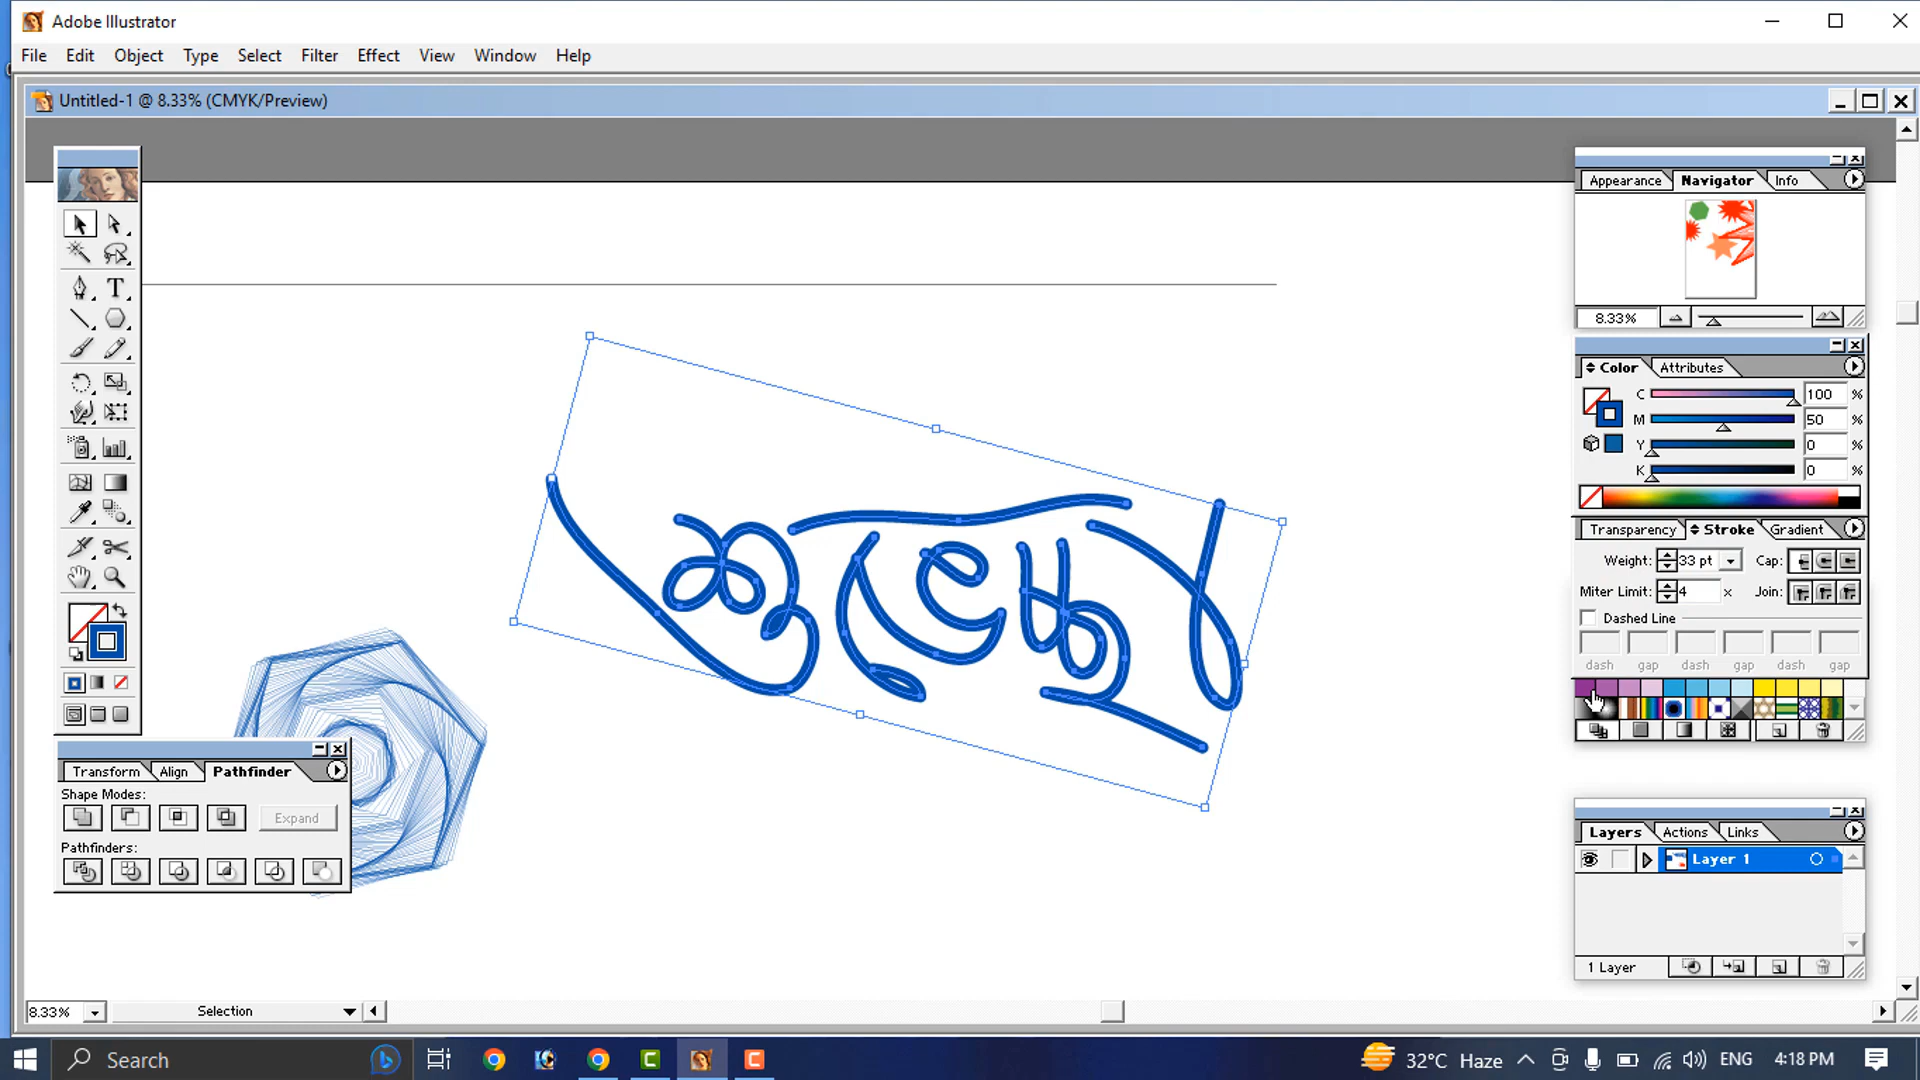 Adobe Illustrator
File Edit Object Type Select Filter Effect View Window Help
Untitled-1 @ 8.33% (CMYK/Preview)
Appearance Navigator Info
8.33%
Color Attributes
C 100 %
M 50 %
Y 0 %
K 0 %
Transparency Stroke Gradient
Weight: 33 pt Cap:
Miter Limit: 4 x Join:
Dashed Line
dash gap dash gap dash gap
Transform Align Pathfinder
Shape Modes:
Expand
Pathfinders:
Layers Actions Links
Layer 1
1 Layer
8.33% Selection
Search 32°C Haze ENG 4:18 PM